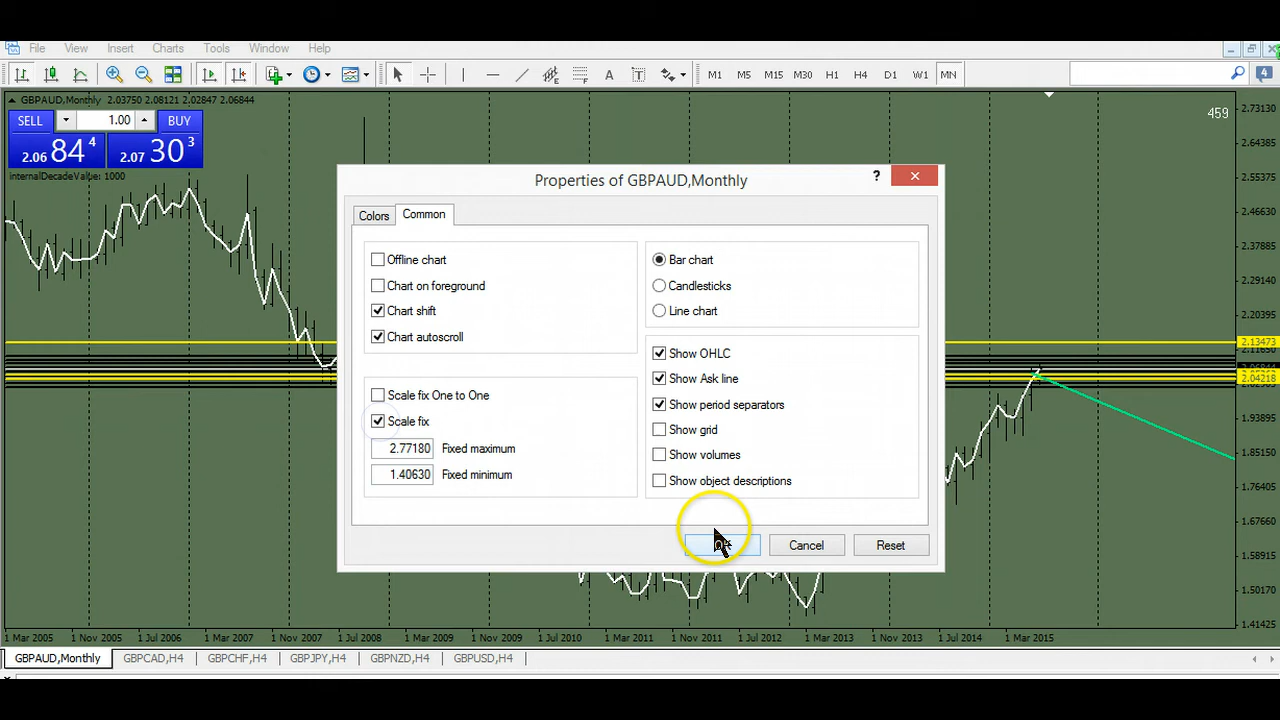 File View Insert Charts Tools Window Help
M1 M5 M15 M30 H1 H4 D1 W1 MN
4
GBPAUD,Monthly 2.03750 2.08121 2.02847 2.06844
SELL 1.00 BUY
2.06 84 4 2.07 30 3
internalDecadeValue: 1000
459
Properties of GBPAUD,Monthly
?
Colors Common
Offline chart
Chart on foreground
Chart shift
Chart autoscroll
Scale fix One to One
Scale fix
2.77180 Fixed maximum
1.40630 Fixed minimum
Bar chart
Candlesticks
Line chart
Show OHLC
Show Ask line
Show period separators
Show grid
Show volumes
Show object descriptions
Cancel Reset
2.73130
2.64385
2.55375
2.46630
2.37885
2.29140
2.20395
2.13473
2.11650
2.04218
1.93895
1.85150
1.76405
1.67660
1.58915
1.50170
1.41425
1 Mar 2005 1 Nov 2005 1 Jul 2006 1 Mar 2007 1 Nov 2007 1 Jul 2008 1 Mar 2009 1 Nov 2009 1 Jul 2010 1 Mar 2011 1 Nov 2011 1 Jul 2012 1 Mar 2013 1 Nov 2013 1 Jul 2014 1 Mar 2015
GBPAUD,Monthly GBPCAD,H4 GBPCHF,H4 GBPJPY,H4 GBPNZD,H4 GBPUSD,H4